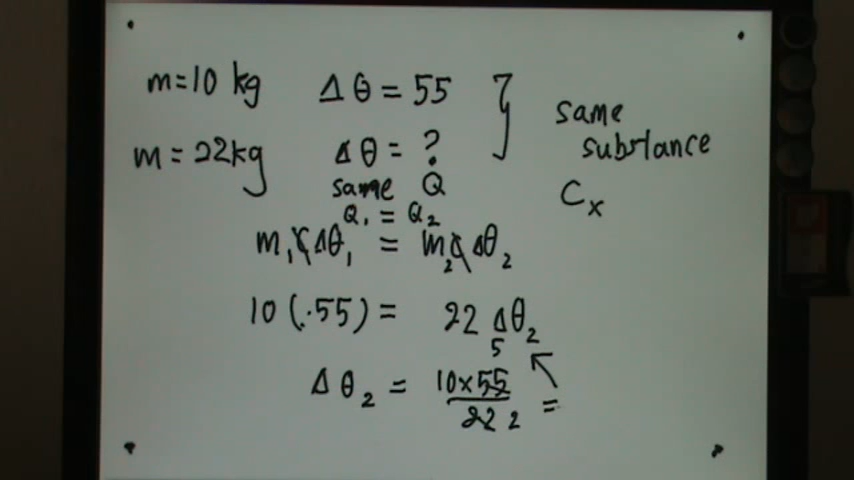 m=10 kg Δθ = 55
same
m = 22kg Δθ = ?
substance
same Q
Cx
Q1 = Q2
m1cΔθ1 = m2cΔθ2
10 (.55) = 22 Δθ2
5
Δθ2 = 10×55
22 2 =